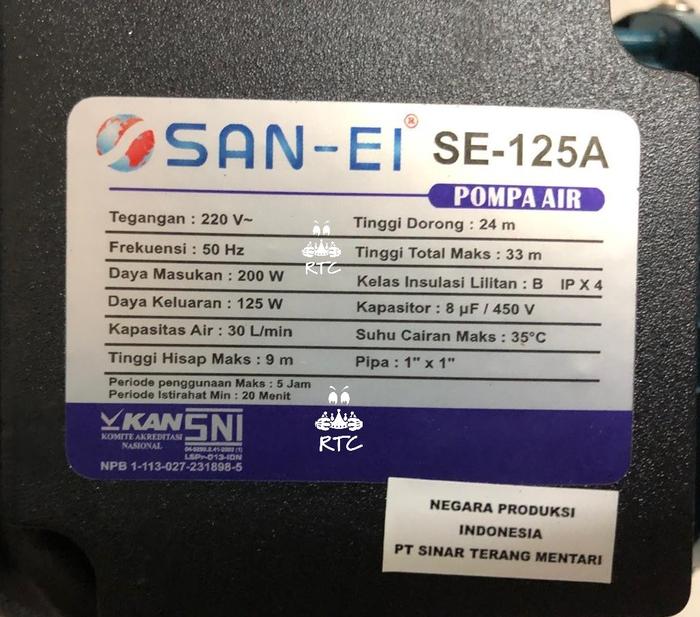 SAN-EI® SE-125A
POMPA AIR
Tegangan : 220 V~
Frekuensi : 50 Hz
Daya Masukan : 200 W
Daya Keluaran : 125 W
Kapasitas Air : 30 L/min
Tinggi Hisap Maks : 9 m
Periode penggunaan Maks : 5 Jam
Periode Istirahat Min : 20 Menit
Tinggi Dorong : 24 m
Tinggi Total Maks : 33 m
Kelas Insulasi Lilitan : B IP X 4
Kapasitor : 8 µF / 450 V
Suhu Cairan Maks : 35°C
Pipa : 1" x 1"
RTC
RTC
KAN
KOMITE AKREDITASI
NASIONAL
SNI
LSPr-013-IDN
NPB 1-113-027-231898-5
NEGARA PRODUKSI
INDONESIA
PT SINAR TERANG MENTARI